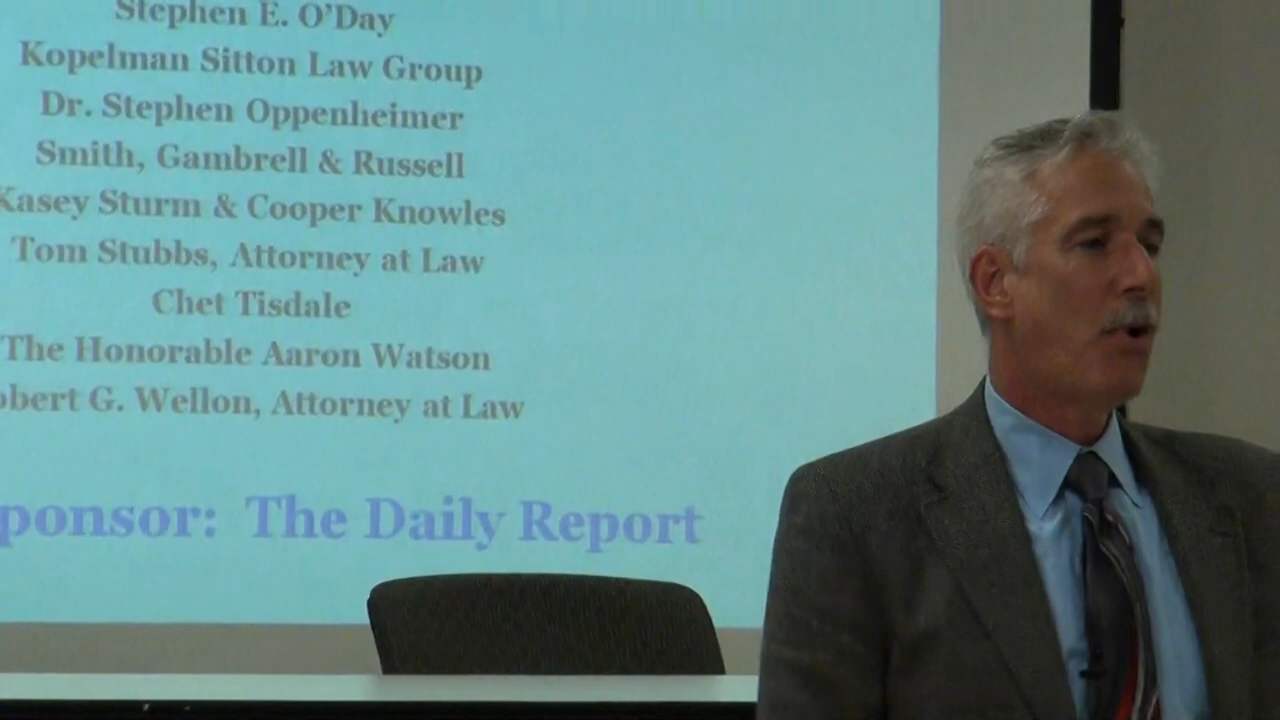 Stephen E. O'Day
Kopelman Sitton Law Group
Dr. Stephen Oppenheimer
Smith, Gambrell & Russell
Kasey Sturm & Cooper Knowles
Tom Stubbs, Attorney at Law
Chet Tisdale
The Honorable Aaron Watson
obert G. Wellon, Attorney at Law
ponsor: The Daily Report